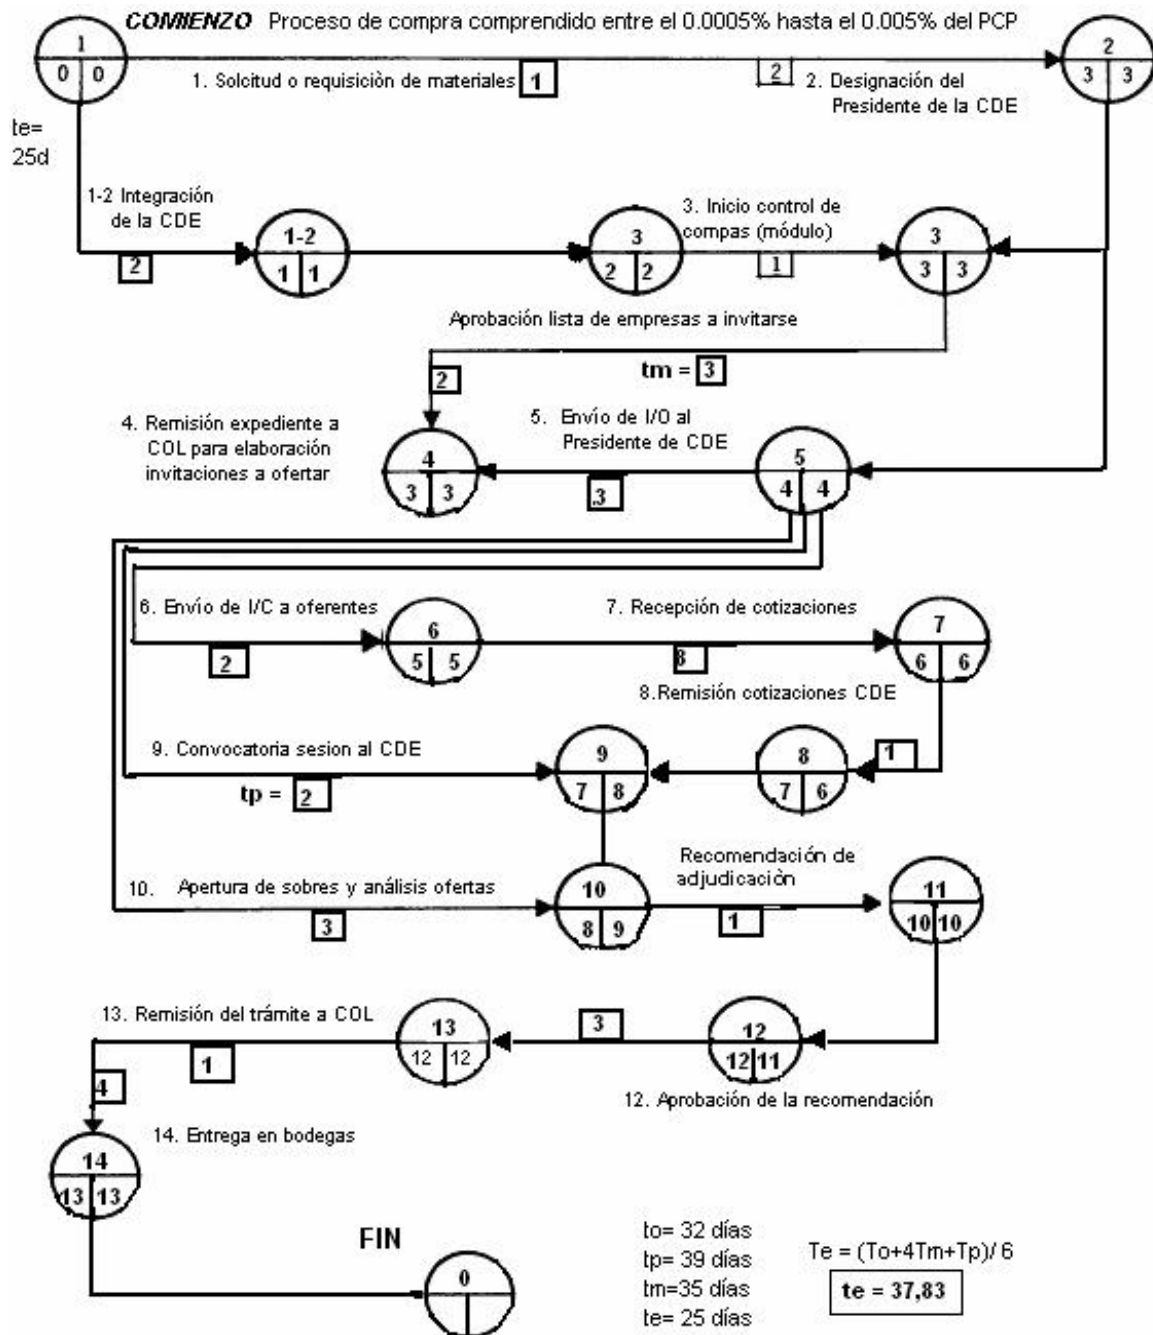 COMIENZO Proceso de compra comprendido entre el 0.0005% hasta el 0.005% del PCP
1
0 0
1. Solcitud o requisiciòn de materiales 1
2
2. Designación del
Presidente de la CDE
2
3 3
te=
25d
1-2 Integración
de la CDE
2
1-2
1 1
3
2 2
3. Inicio control de
compas (módulo)
1
3
3 3
Aprobación lista de empresas a invitarse
tm = 3
2
4. Remisión expediente a
COL para elaboración
invitaciones a ofertar
4
3 3
5. Envío de I/O al
Presidente de CDE
.3
5
4 4
6. Envío de I/C a oferentes
2
6
5 5
7. Recepción de cotizaciones
8
7
6 6
8.Remisión cotizaciones CDE
1
9. Convocatoria sesion al CDE
tp = 2
9
7 8
8
7 6
10. Apertura de sobres y análisis ofertas
3
10
8 9
Recomendación de
adjudicaciòn
1
11
10 10
13. Remisión del trámite a COL
1
13
12 12
3
12
12 11
12. Aprobación de la recomendación
4
14. Entrega en bodegas
14
13 13
FIN
0
to= 32 días
tp= 39 días
tm=35 días
te= 25 días
Te = (To+4Tm+Tp)/ 6
te = 37,83